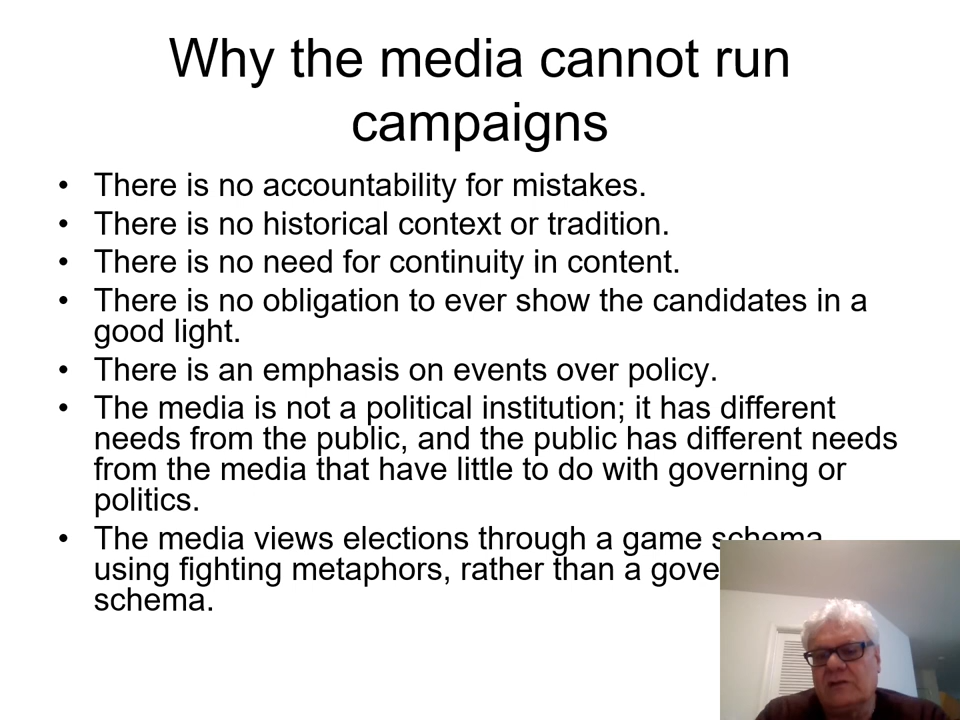 Why the media cannot run
campaigns
• There is no accountability for mistakes.
• There is no historical context or tradition.
• There is no need for continuity in content.
• There is no obligation to ever show the candidates in a
good light.
• There is an emphasis on events over policy.
• The media is not a political institution; it has different
needs from the public, and the public has different needs
from the media that have little to do with governing or
politics.
• The media views elections through a game schema
using fighting metaphors, rather than a
schema.